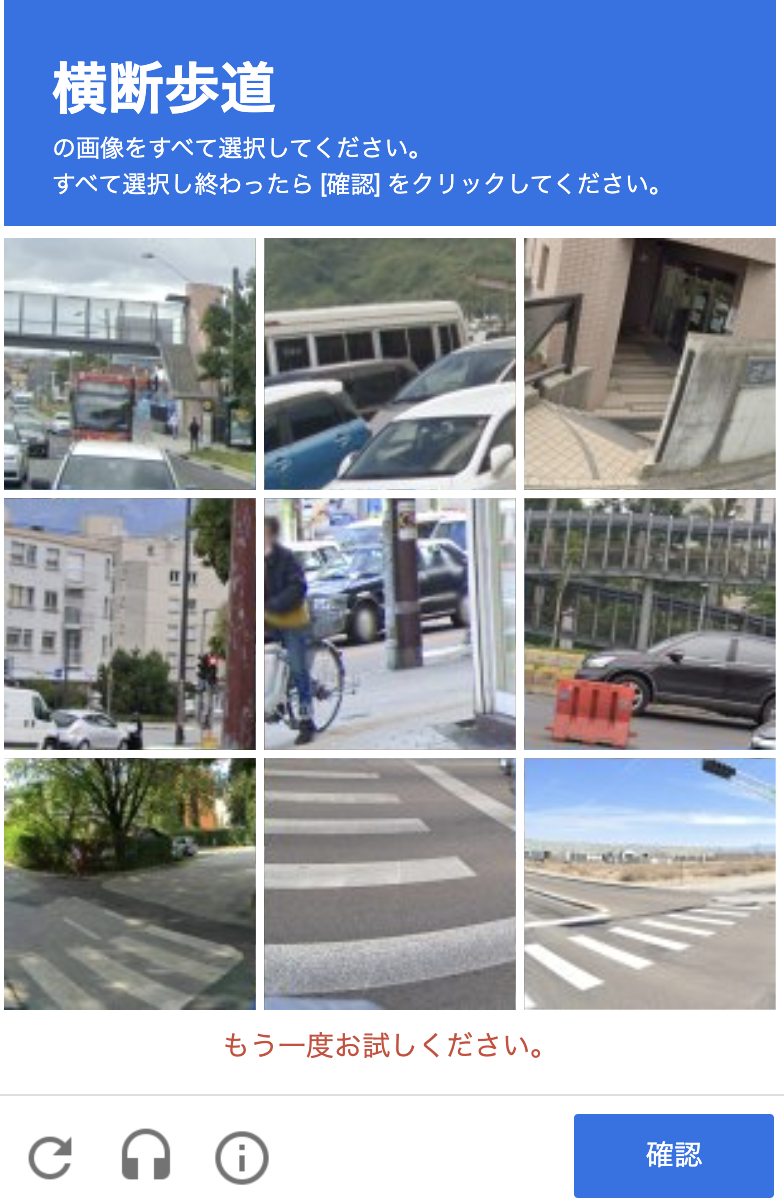 横断歩道
の画像をすべて選択してください。
すべて選択し終わったら [確認] をクリックしてください。
もう一度お試しください。
確認